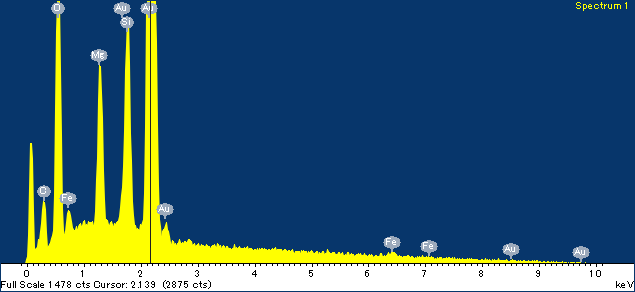 Spectrum 1
O Au Au
Si
Mg
O
Fe
Au
Fe Fe Au Au
0 1 2 3 4 5 6 7 8 9 10
Full Scale 1478 cts Cursor: 2.139 (2875 cts) keV